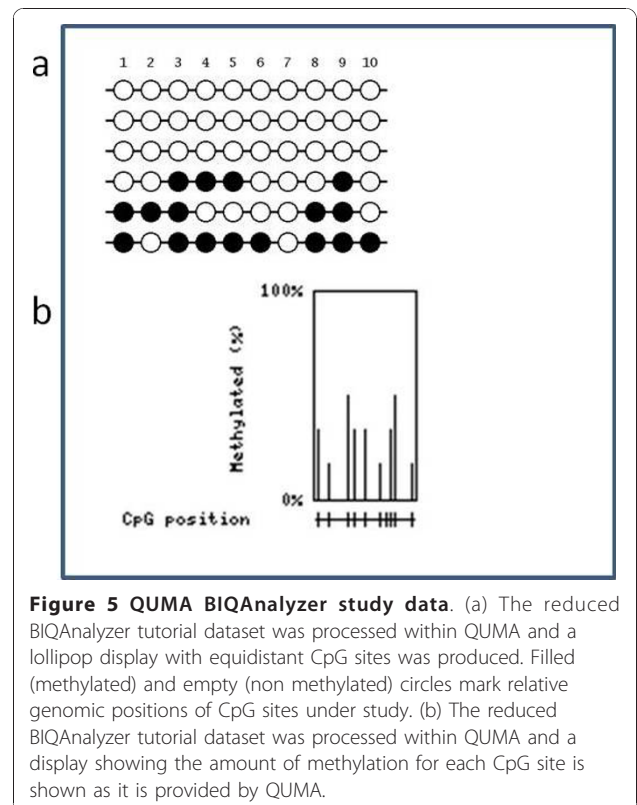 a
1 2 3 4 5 6 7 8 9 10
b
100%
Methylated (%)
0%
CpG position
Figure 5 QUMA BIQAnalyzer study data. (a) The reduced
BIQAnalyzer tutorial dataset was processed within QUMA and a
lollipop display with equidistant CpG sites was produced. Filled
(methylated) and empty (non methylated) circles mark relative
genomic positions of CpG sites under study. (b) The reduced
BIQAnalyzer tutorial dataset was processed within QUMA and a
display showing the amount of methylation for each CpG site is
shown as it is provided by QUMA.